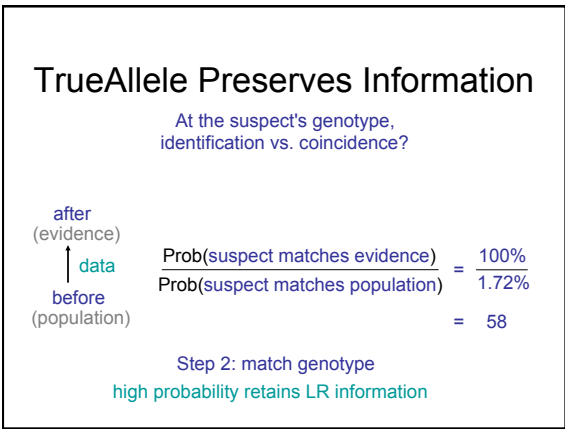 TrueAllele Preserves Information
At the suspect's genotype,
identification vs. coincidence?
after
(evidence)
data
before
(population)
Prob(suspect matches evidence) = 100%
Prob(suspect matches population) 1.72%
= 58
Step 2: match genotype
high probability retains LR information